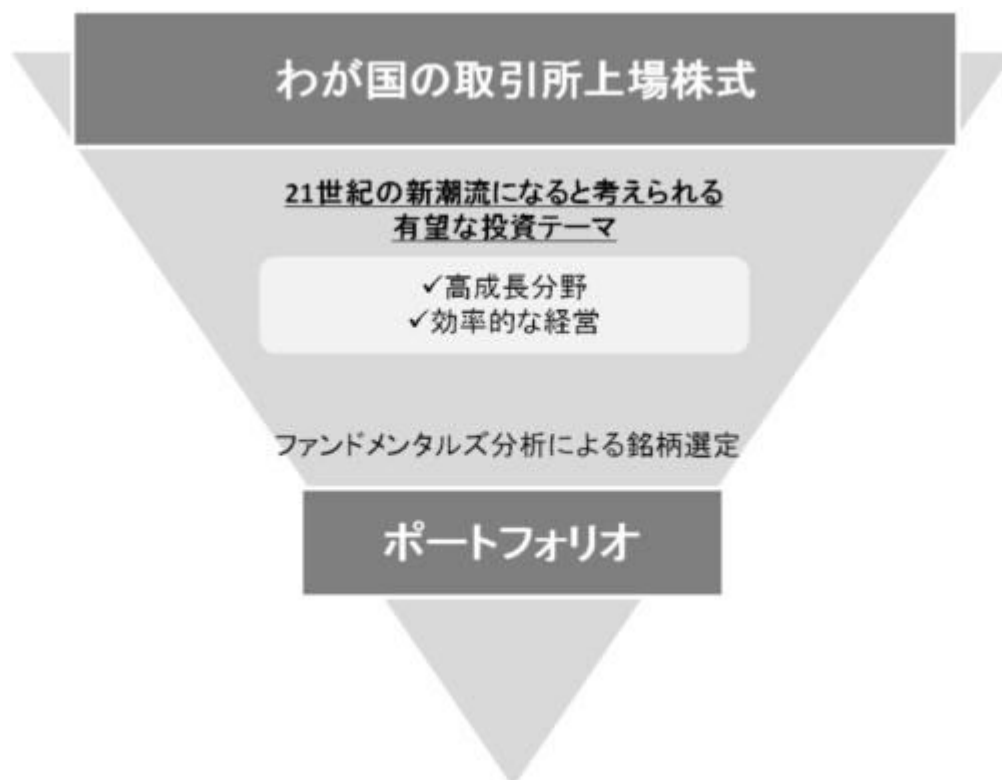 わが国の取引所上場株式
21世紀の新潮流になると考えられる
有望な投資テーマ
✓高成長分野
✓効率的な経営
ファンドメンタルズ分析による銘柄選定
ポートフォリオ